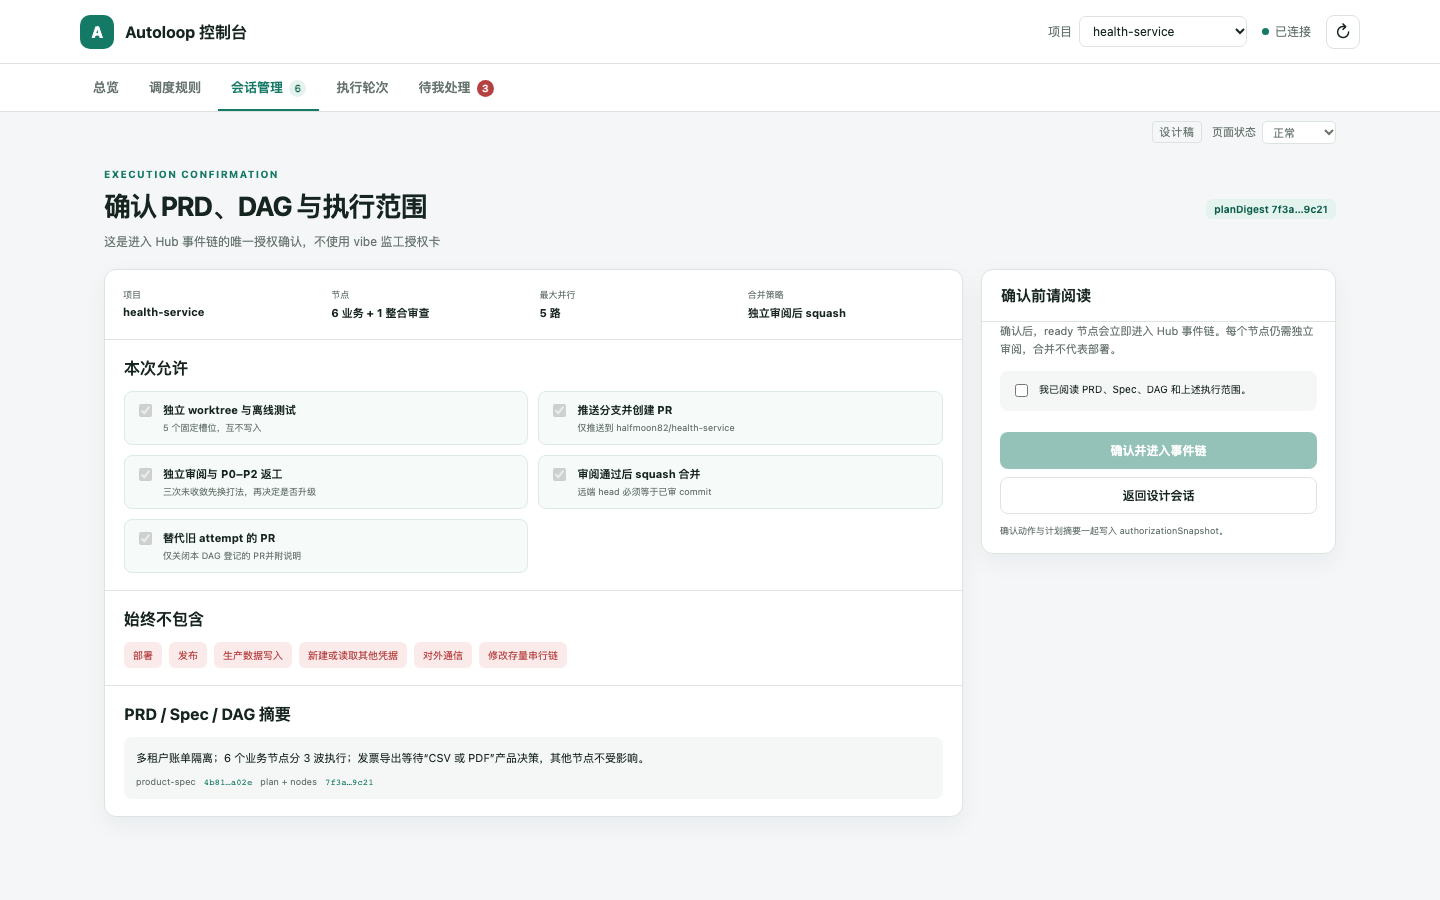 A
Autoloop 控制台
项目
health-service
已连接
总览
调度规则
会话管理 6
执行轮次
待我处理 3
设计稿
页面状态
正常
EXECUTION CONFIRMATION
确认 PRD、DAG 与执行范围
planDigest 7f3a…9c21
这是进入 Hub 事件链的唯一授权确认，不使用 vibe 监工授权卡
项目
health-service
节点
6 业务 + 1 整合审查
最大并行
5 路
合并策略
独立审阅后 squash
本次允许
独立 worktree 与离线测试
5 个固定槽位，互不写入
推送分支并创建 PR
仅推送到 halfmoon82/health-service
独立审阅与 P0–P2 返工
三次未收敛先换打法，再决定是否升级
审阅通过后 squash 合并
远端 head 必须等于已审 commit
替代旧 attempt 的 PR
仅关闭本 DAG 登记的 PR并附说明
始终不包含
部署
发布
生产数据写入
新建或读取其他凭据
对外通信
修改存量串行链
PRD / Spec / DAG 摘要
多租户账单隔离；6 个业务节点分 3 波执行；发票导出等待“CSV 或 PDF”产品决策，其他节点不受影响。
product-spec 4b81…a02e plan + nodes 7f3a…9c21
确认前请阅读
确认后，ready 节点会立即进入 Hub 事件链。每个节点仍需独立
审阅，合并不代表部署。
我已阅读 PRD、Spec、DAG 和上述执行范围。
确认并进入事件链
返回设计会话
确认动作与计划摘要一起写入 authorizationSnapshot。